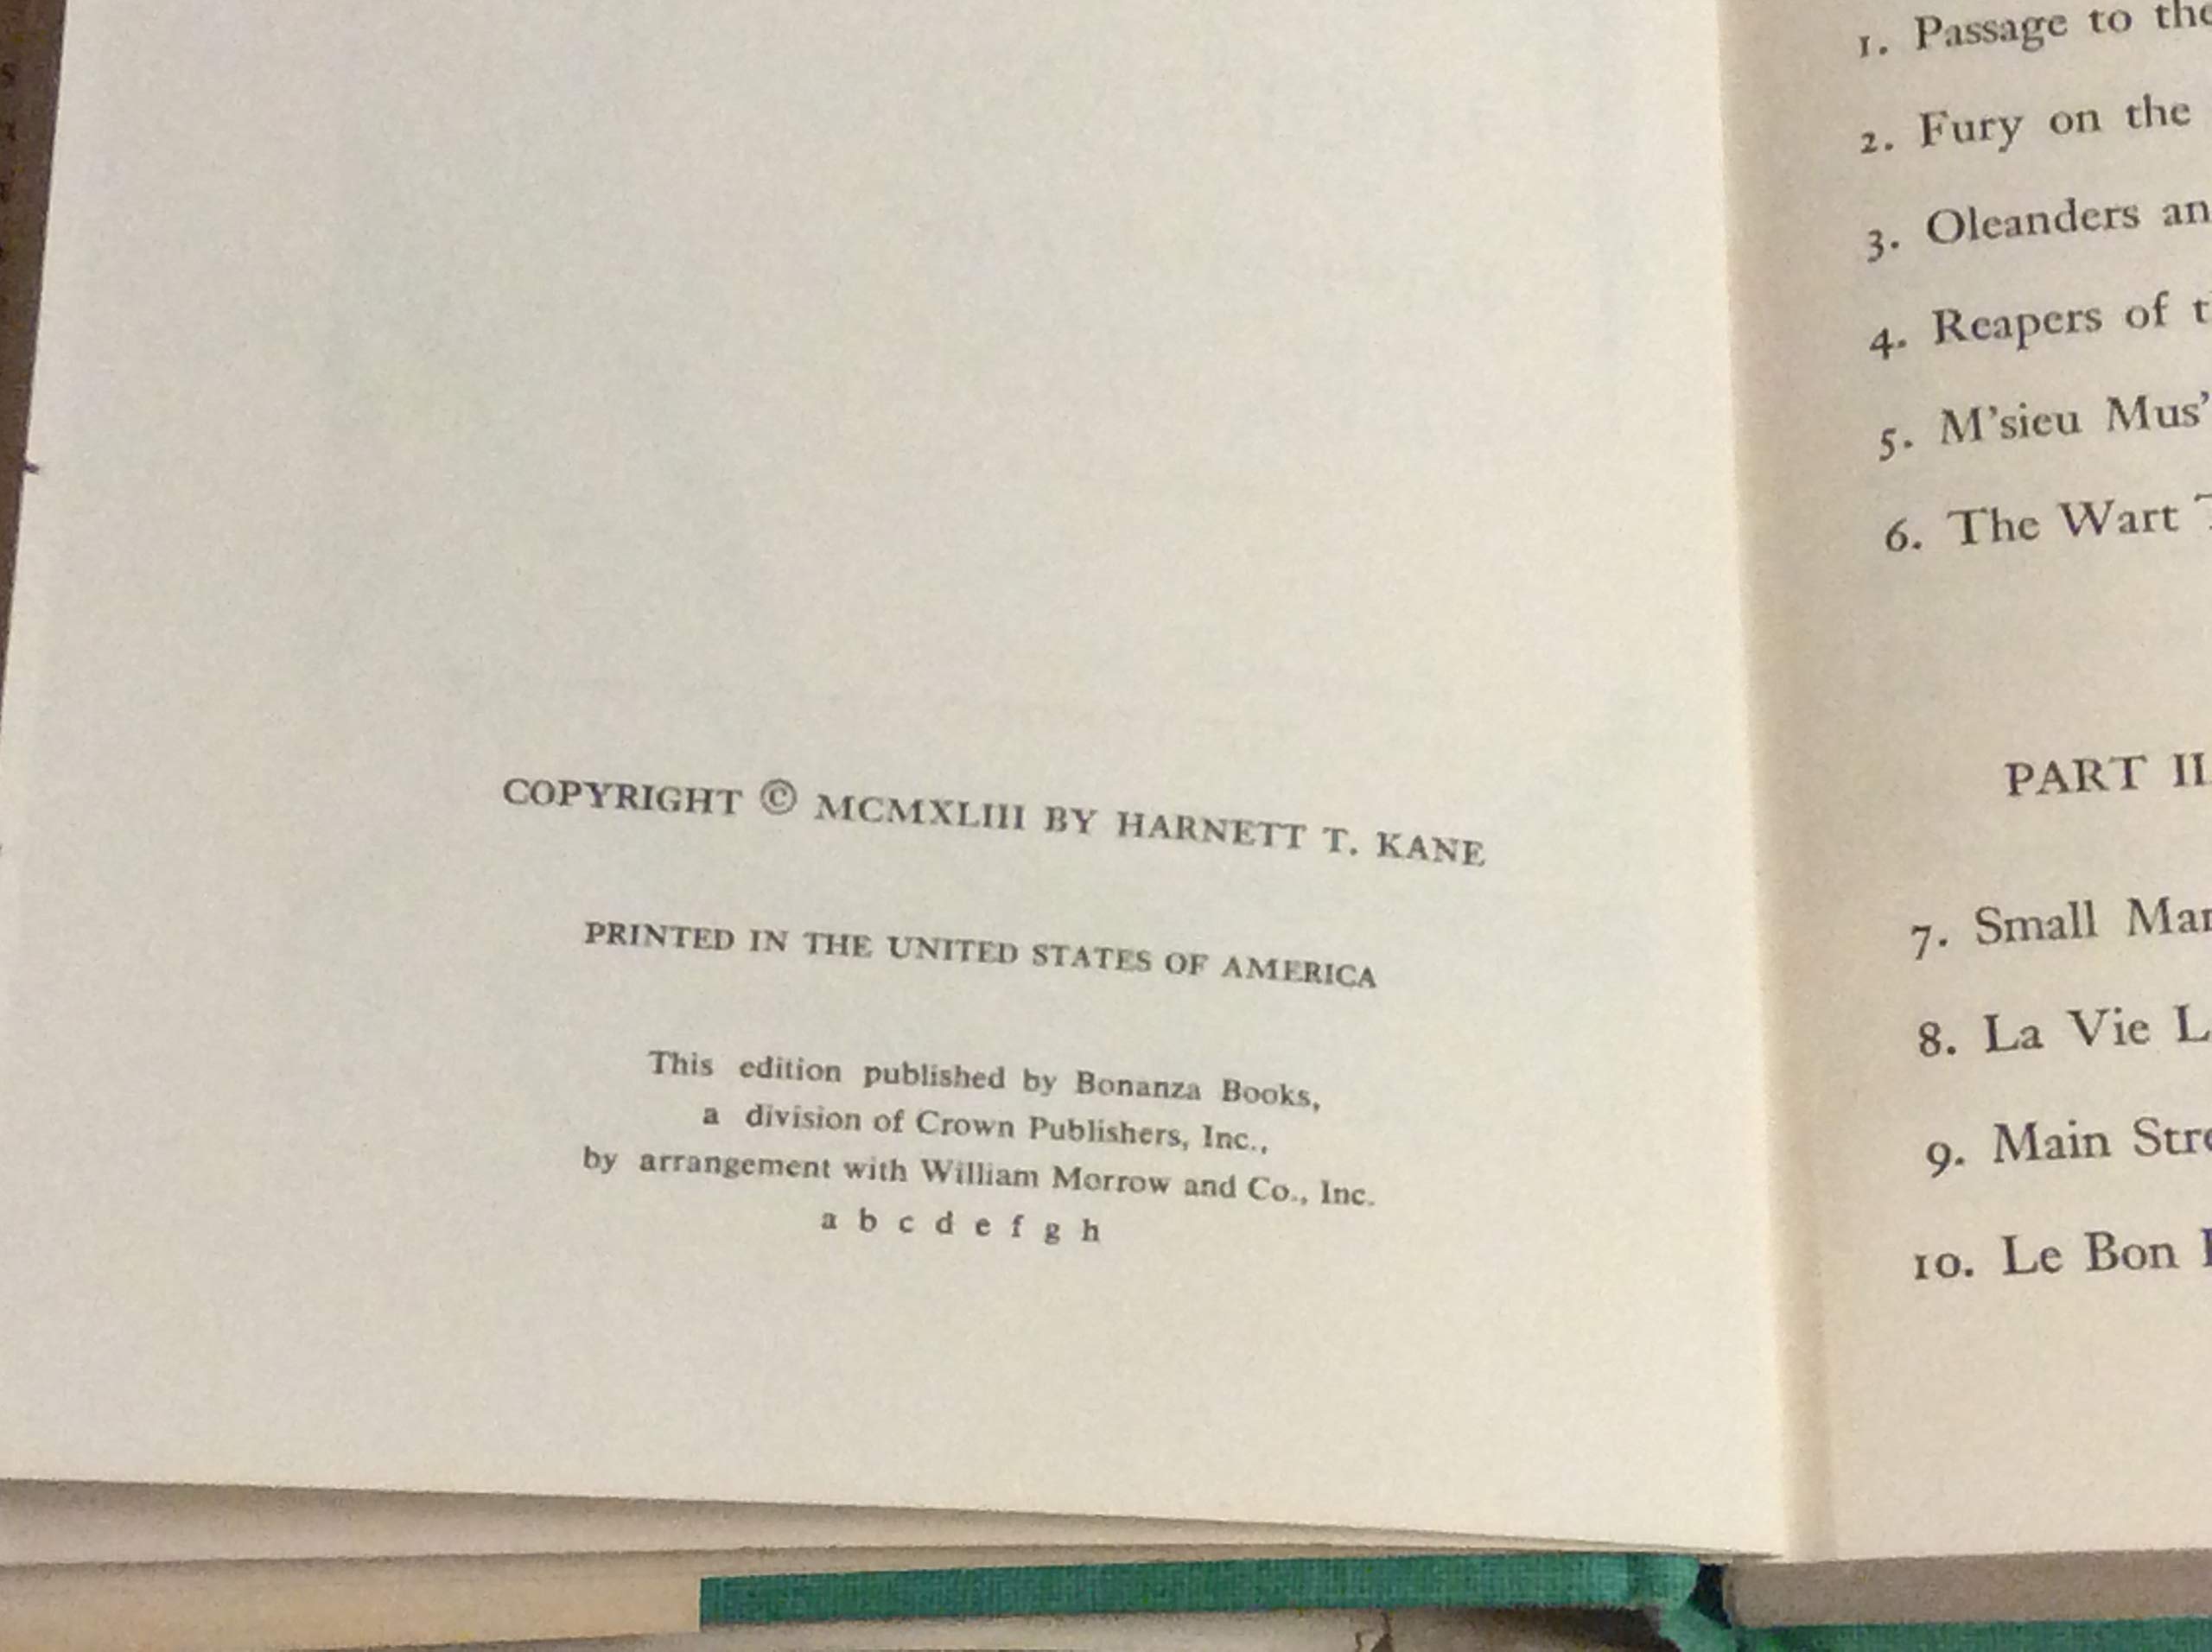 COPYRIGHT © MCMXLIII BY HARNETT T. KANE
PRINTED IN THE UNITED STATES OF AMERICA
This edition published by Bonanza Books,
a division of Crown Publishers, Inc.,
by arrangement with William Morrow and Co., Inc.
a b c d e f g h
1. Passage to the
2. Fury on the
3. Oleanders an
4. Reapers of t
5. M'sieu Mus'
6. The Wart
PART II
7. Small Man
8. La Vie L
9. Main Stre
10. Le Bon